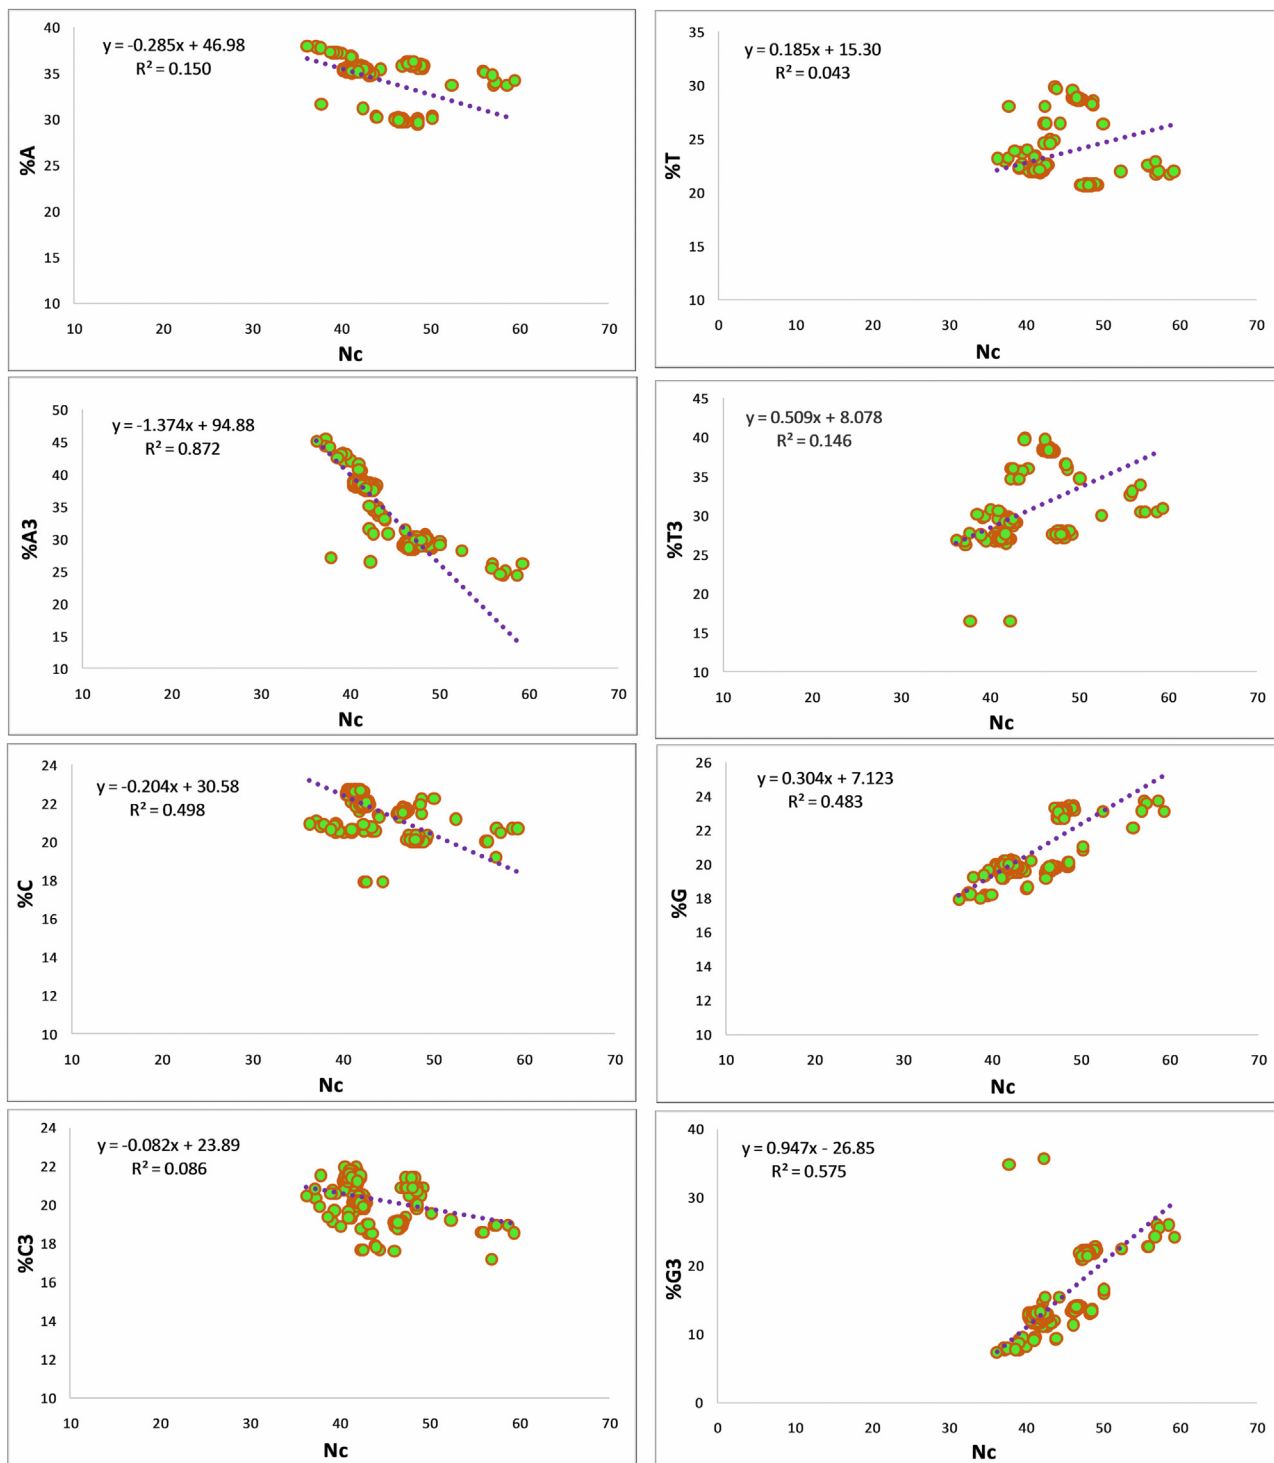 y = -0.285x + 46.98
R² = 0.150
40
35
30
25
20
15
10
%A
10 20 30 40 50 60 70
Nc
y = 0.185x + 15.30
R² = 0.043
35
30
25
20
15
10
%T
0 10 20 30 40 50 60 70
Nc
y = -1.374x + 94.88
R² = 0.872
50
45
40
35
30
25
20
15
10
%A3
10 20 30 40 50 60 70
Nc
y = 0.509x + 8.078
R² = 0.146
45
40
35
30
25
20
15
10
%T3
10 20 30 40 50 60 70
Nc
y = -0.204x + 30.58
R² = 0.498
24
22
20
18
16
14
12
10
%C
10 20 30 40 50 60 70
Nc
y = 0.304x + 7.123
R² = 0.483
26
24
22
20
18
16
14
12
10
%G
10 20 30 40 50 60 70
Nc
y = -0.082x + 23.89
R² = 0.086
24
22
20
18
16
14
12
10
%C3
10 20 30 40 50 60 70
Nc
y = 0.947x - 26.85
R² = 0.575
40
30
20
10
0
%G3
0 10 20 30 40 50 60 70
Nc